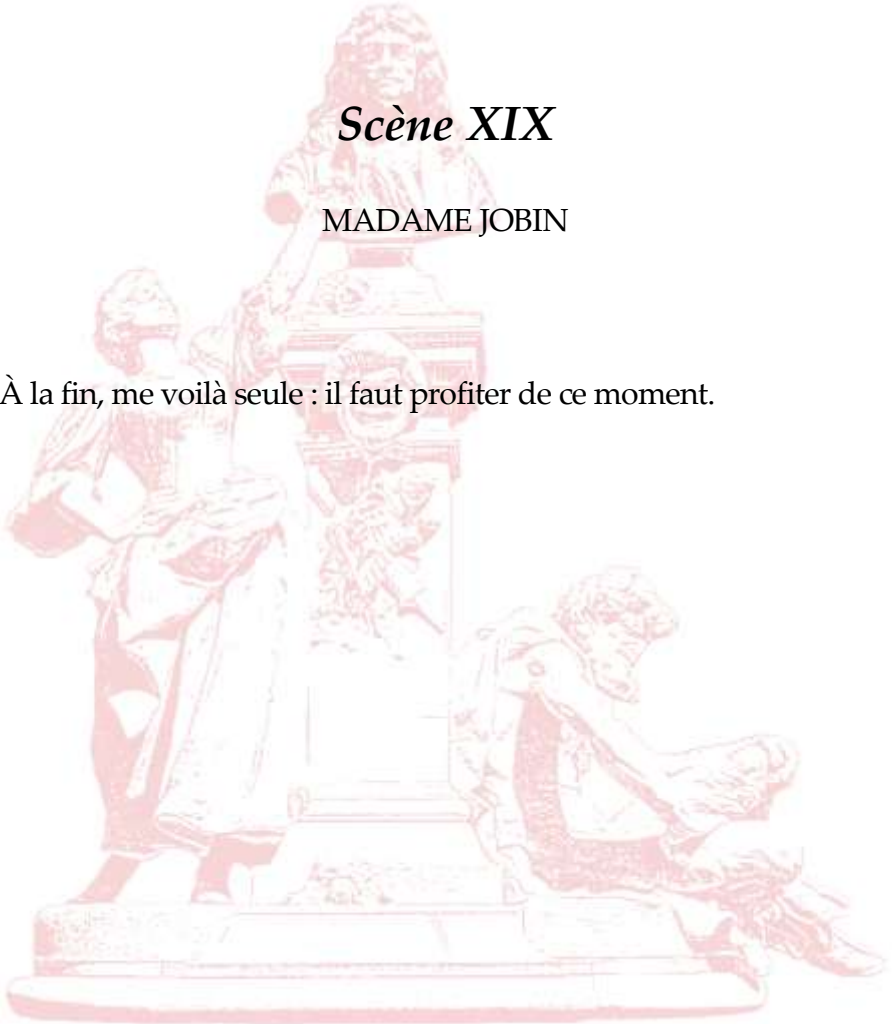 Scène XIX
MADAME JOBIN
À la fin, me voilà seule : il faut profiter de ce moment.